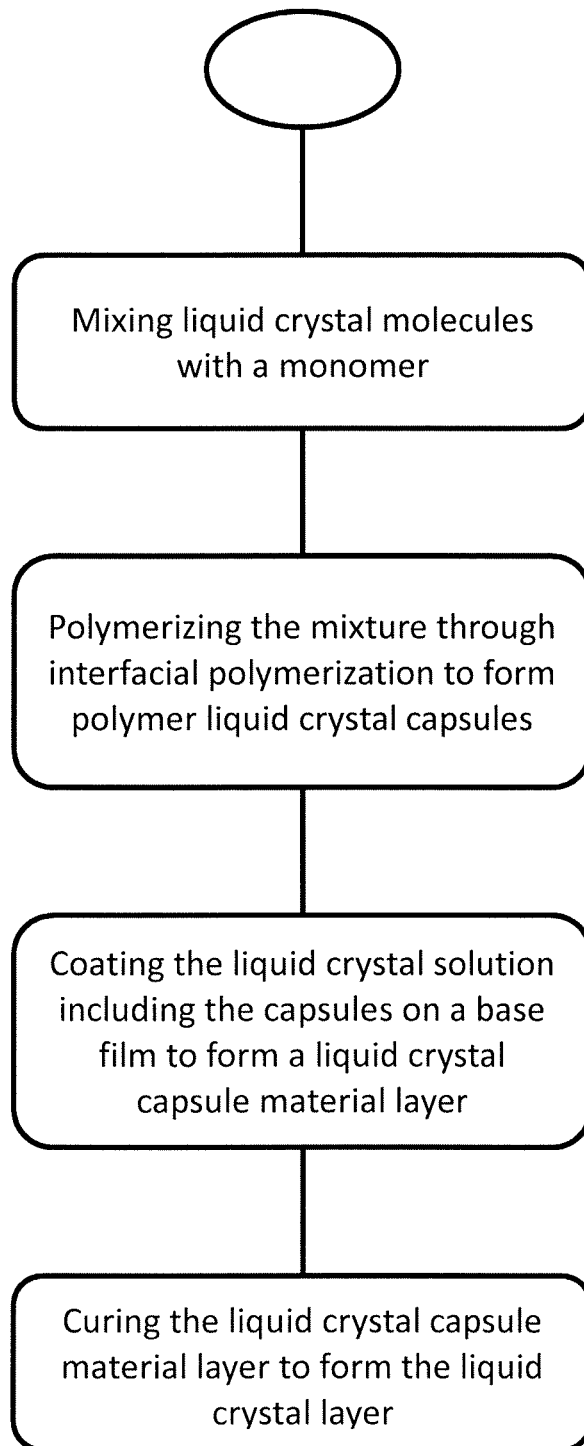 Mixing liquid crystal molecules
with a monomer
Polymerizing the mixture through
interfacial polymerization to form
polymer liquid crystal capsules
Coating the liquid crystal solution
including the capsules on a base
film to form a liquid crystal
capsule material layer
Curing the liquid crystal capsule
material layer to form the liquid
crystal layer